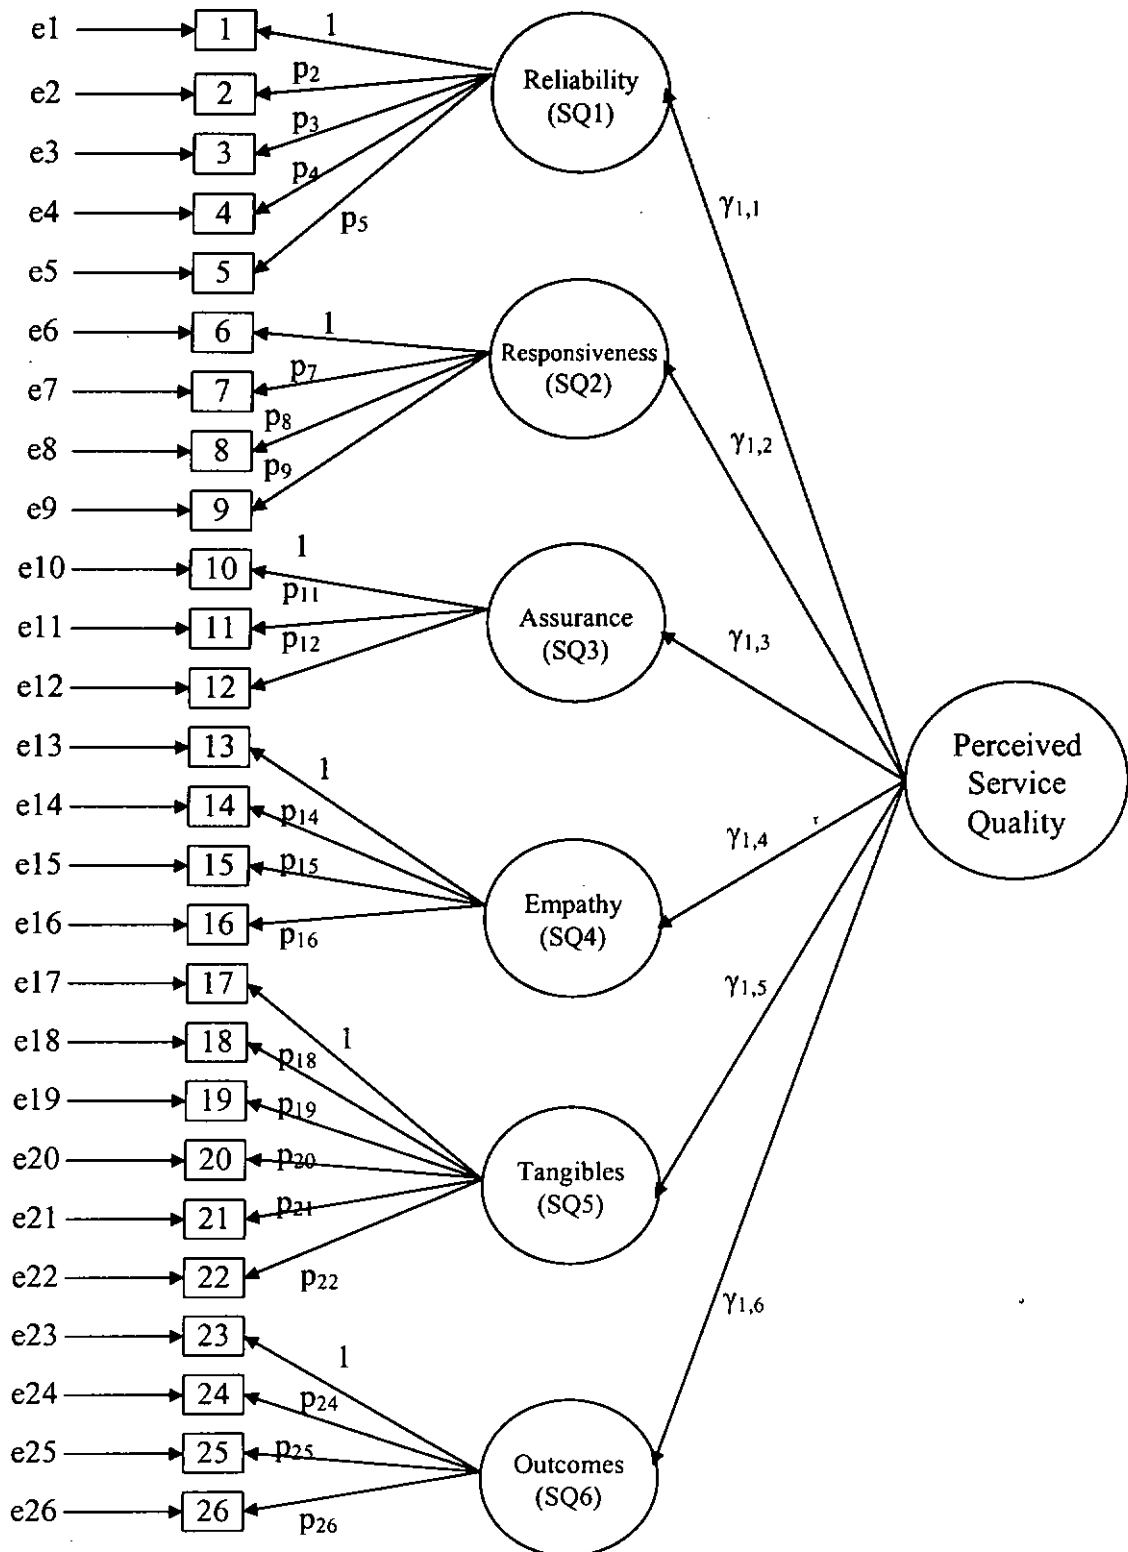 e1 1 1
Reliability
(SQ1)
e2 2 p2
e3 3 p3
e4 4 p4
γ1,1
e5 5 p5
e6 6 1
Responsiveness
(SQ2)
e7 7 p7
e8 8 p8
γ1,2
e9 9 p9
e10 10 1
e11 11 p11
Assurance
(SQ3)
γ1,3
e12 12 p12
e13 13 1
Perceived
Service
Quality
e14 14 p14
γ1,4
e15 15 p15
e16 16 p16
Empathy
(SQ4)
e17 17 1
γ1,5
e18 18 p18
e19 19 p19
e20 20 p20
Tangibles
(SQ5)
e21 21 p21
e22 22 p22
γ1,6
e23 23 1
e24 24 p24
e25 25 p25
Outcomes
(SQ6)
e26 26 p26